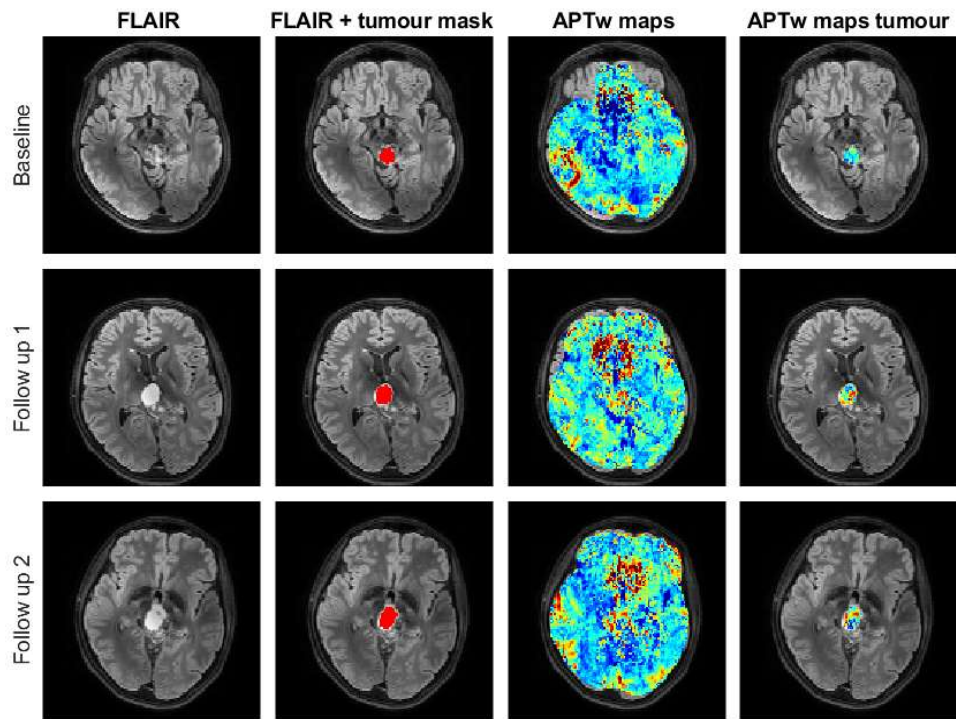 FLAIR
FLAIR + tumour mask
APTw maps
APTw maps tumour
Baseline
Follow up 1
Follow up 2